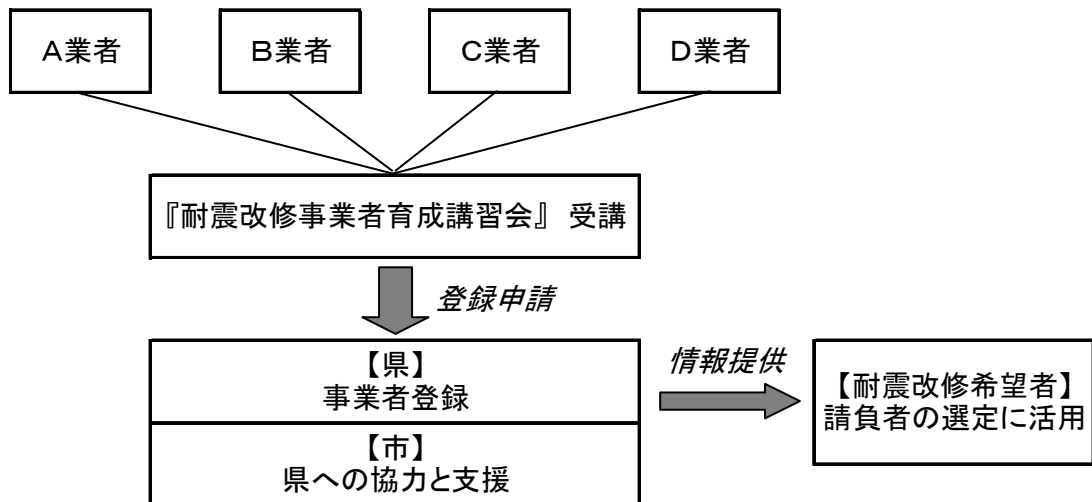 A業者
B業者
C業者
D業者
『耐震改修事業者育成講習会』 受講
登録申請
【県】
事業者登録
【市】
県への協力と支援
情報提供
【耐震改修希望者】
請負者の選定に活用